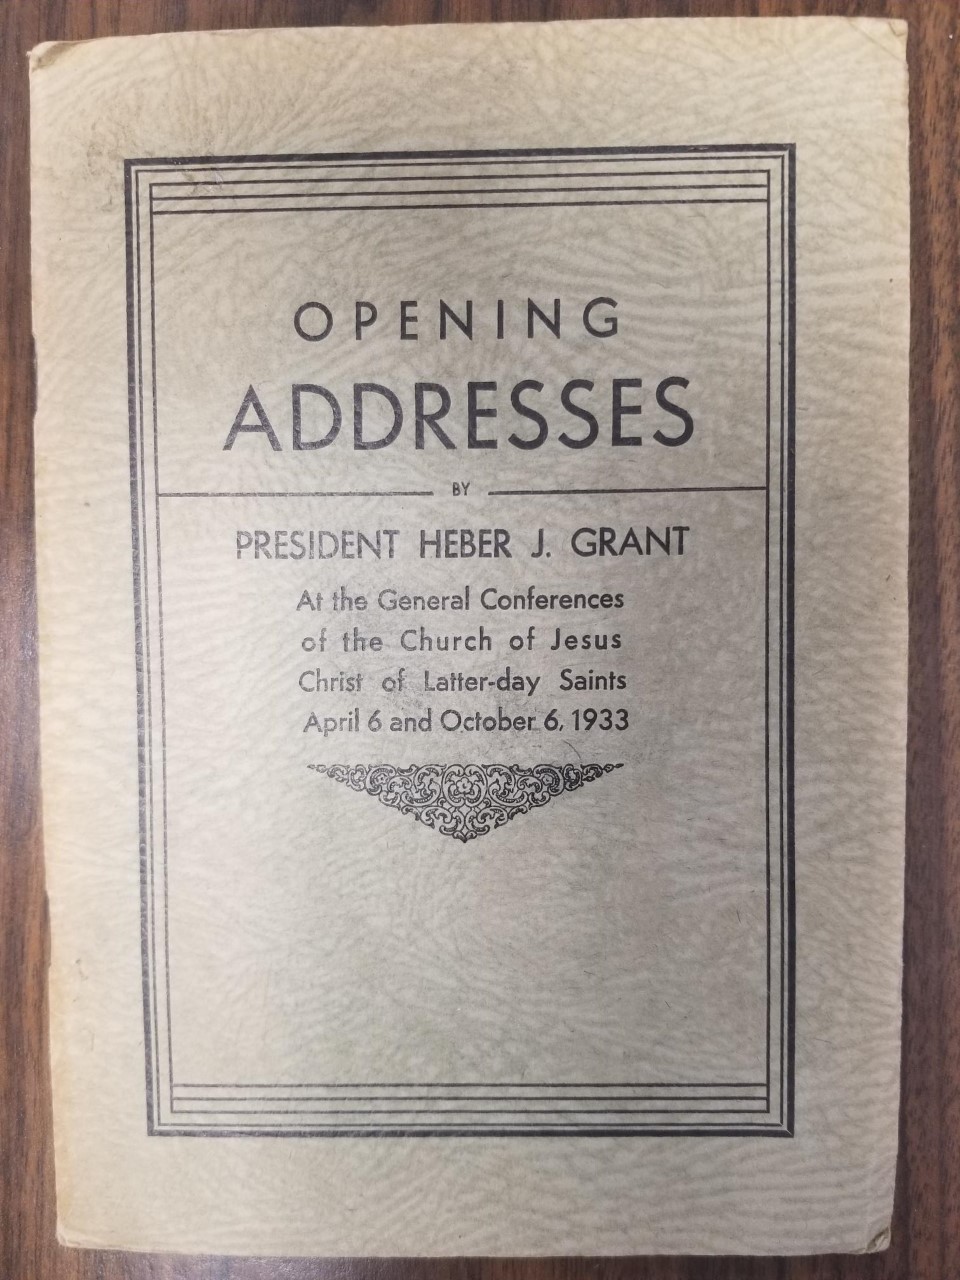 OPENING
ADDRESSES
BY
PRESIDENT HEBER J. GRANT
At the General Conferences
of the Church of Jesus
Christ of Latter-day Saints
April 6 and October 6, 1933